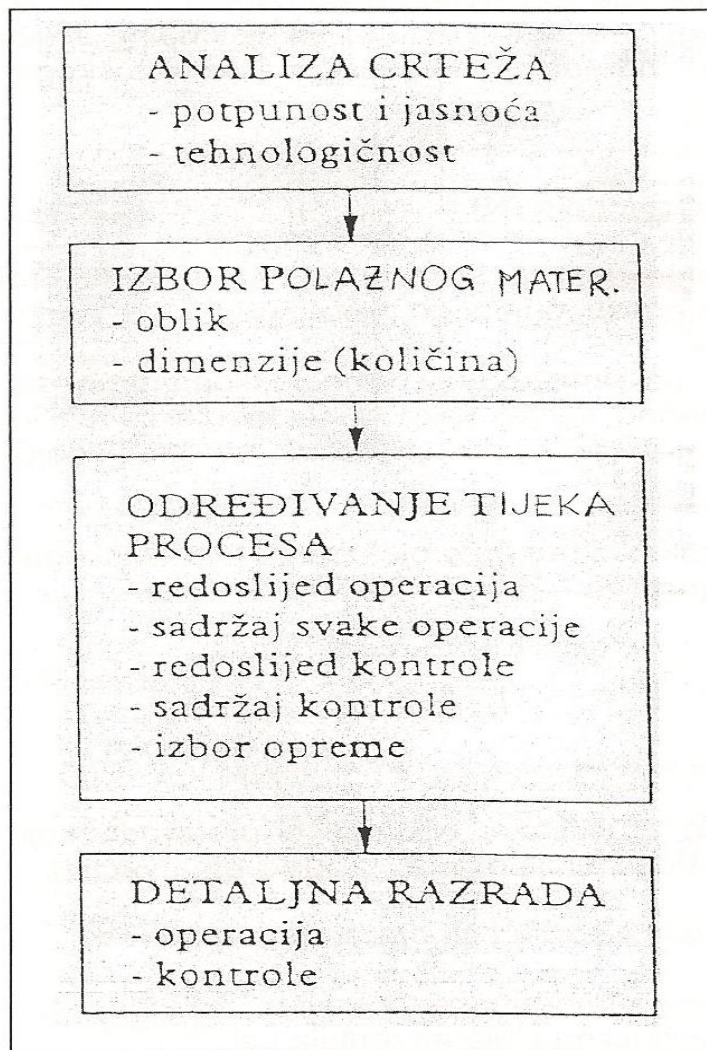 ANALIZA CRTEŽA
- potpunost i jasnoća
- tehnologičnost
IZBOR POLAZNOG MATER.
- oblik
- dimenzije (količina)
ODREĐIVANJE TIJEKA
PROCESA
- redoslijed operacija
- sadržaj svake operacije
- redoslijed kontrole
- sadržaj kontrole
- izbor opreme
DETALJNA RAZRADA
- operacija
- kontrole